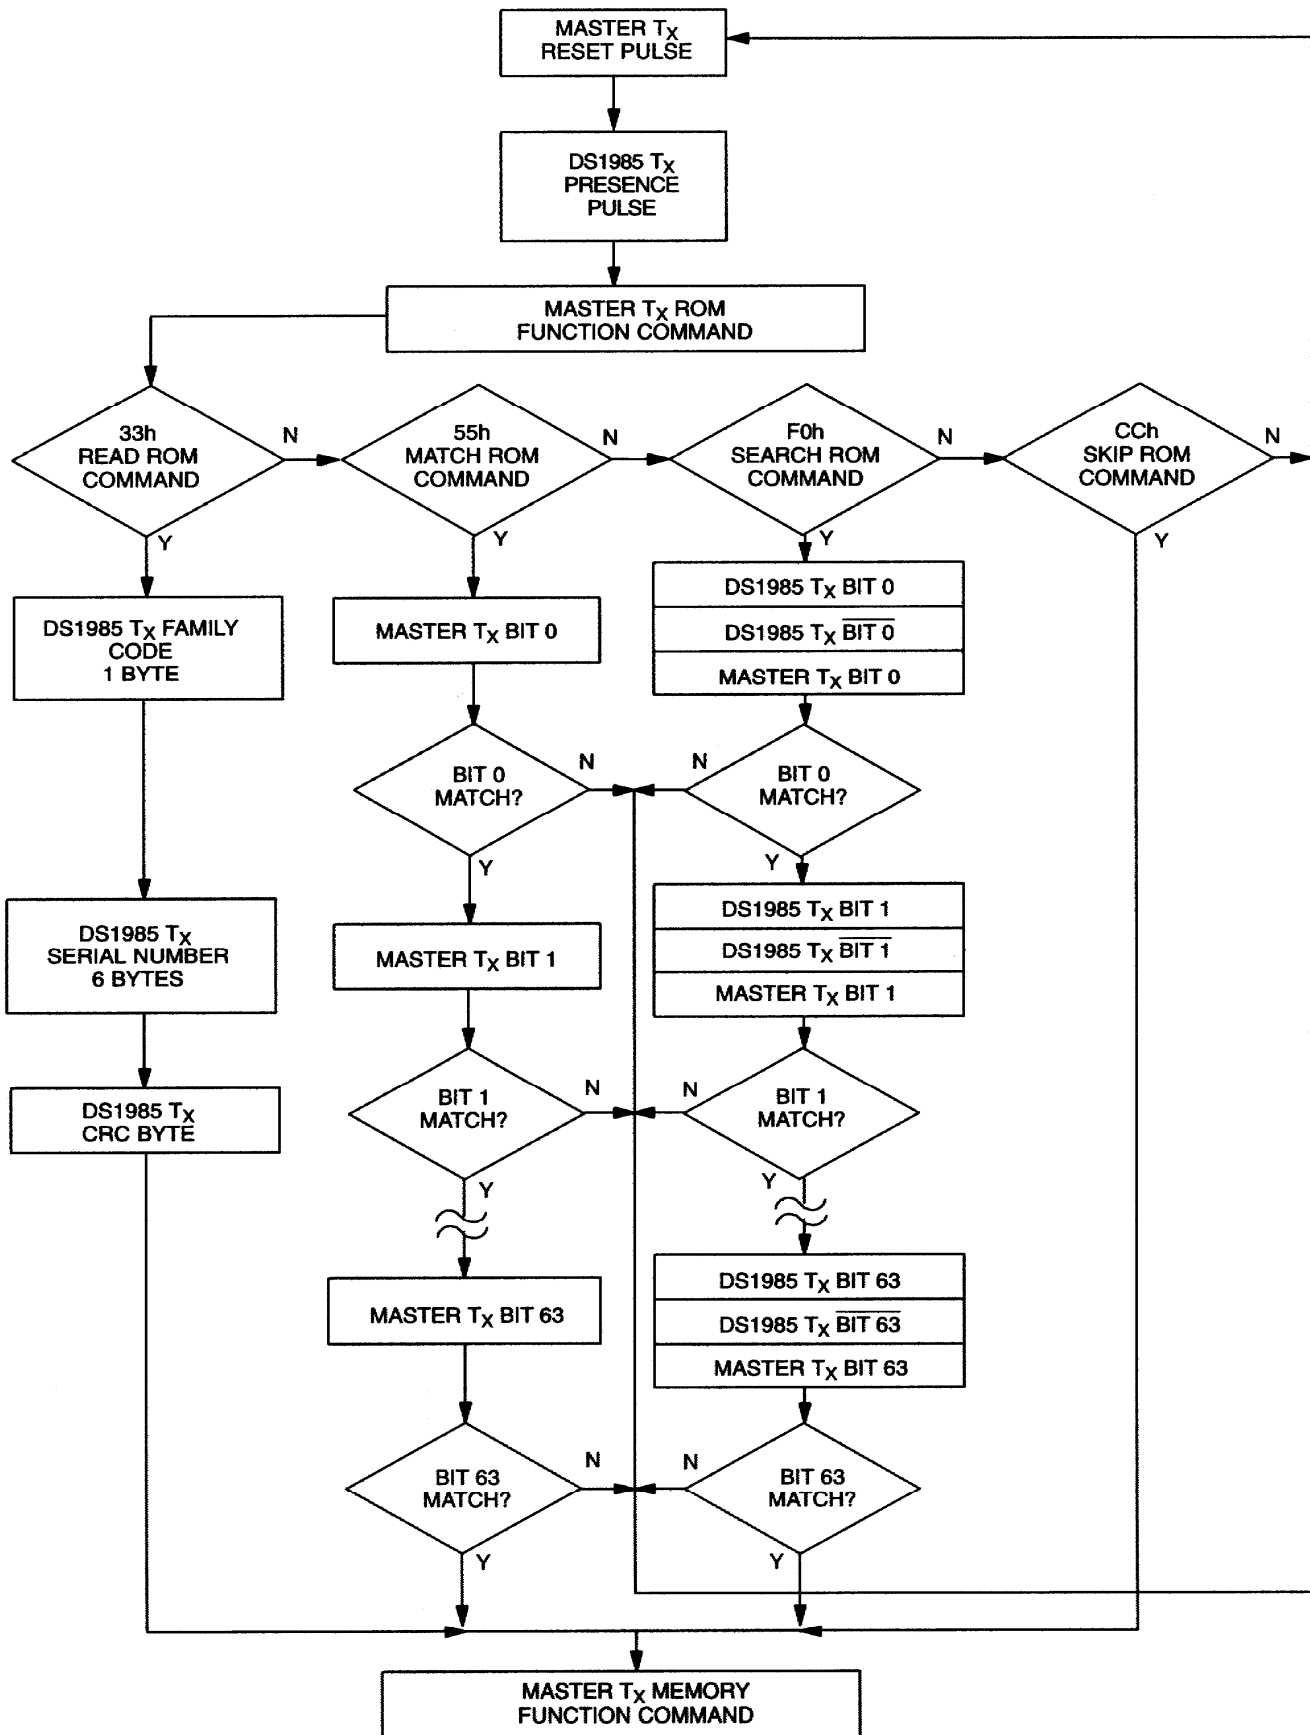 MASTER TX
RESET PULSE
DS1985 TX
PRESENCE
PULSE
MASTER TX ROM
FUNCTION COMMAND
33h
READ ROM
COMMAND
N
Y
55h
MATCH ROM
COMMAND
N
Y
F0h
SEARCH ROM
COMMAND
N
Y
CCh
SKIP ROM
COMMAND
N
Y
DS1985 TX FAMILY
CODE
1 BYTE
DS1985 TX
SERIAL NUMBER
6 BYTES
DS1985 TX
CRC BYTE
MASTER TX BIT 0
BIT 0
MATCH?
N
Y
MASTER TX BIT 1
BIT 1
MATCH?
N
Y
MASTER TX BIT 63
BIT 63
MATCH?
N
Y
DS1985 TX BIT 0
DS1985 TX B̅I̅T̅ ̅0̅
MASTER TX BIT 0
N
BIT 0
MATCH?
Y
DS1985 TX BIT 1
DS1985 TX B̅I̅T̅ ̅1̅
MASTER TX BIT 1
N
BIT 1
MATCH?
Y
DS1985 TX BIT 63
DS1985 TX B̅I̅T̅ ̅6̅3̅
MASTER TX BIT 63
N
BIT 63
MATCH?
Y
MASTER TX MEMORY
FUNCTION COMMAND